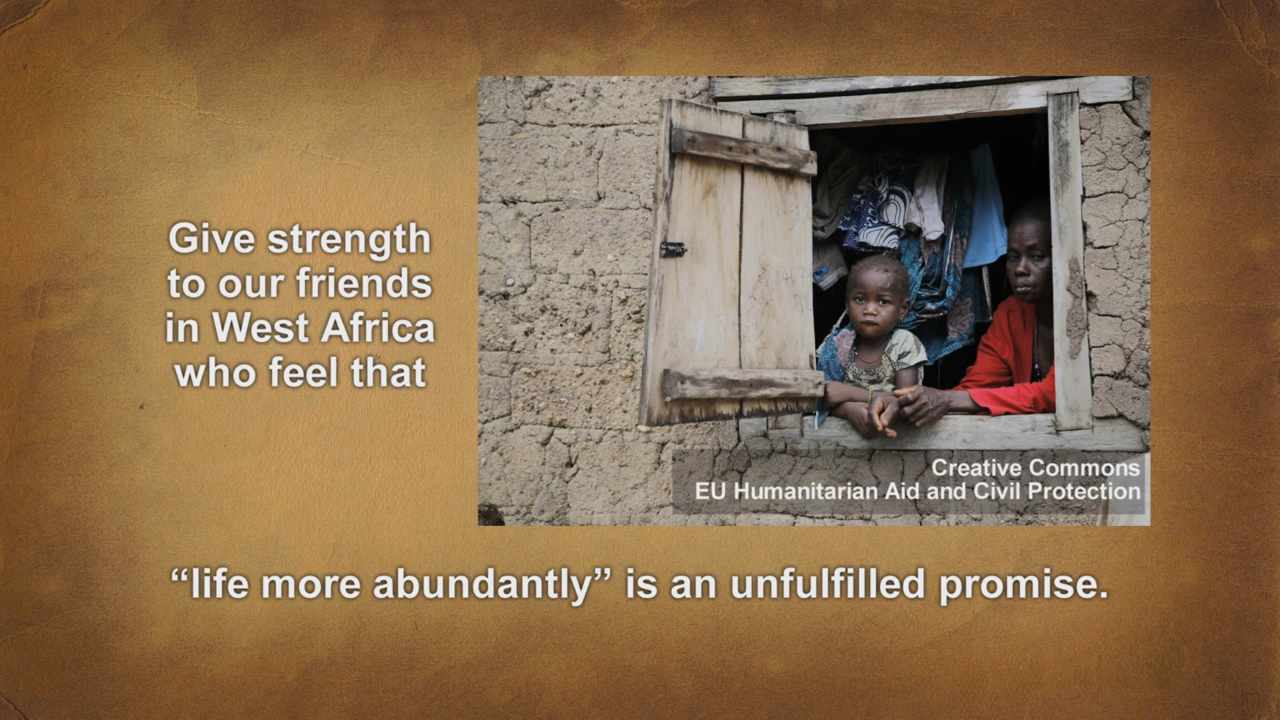 Give strength
to our friends
in West Africa
who feel that
Creative Commons
EU Humanitarian Aid and Civil Protection
“life more abundantly” is an unfulfilled promise.